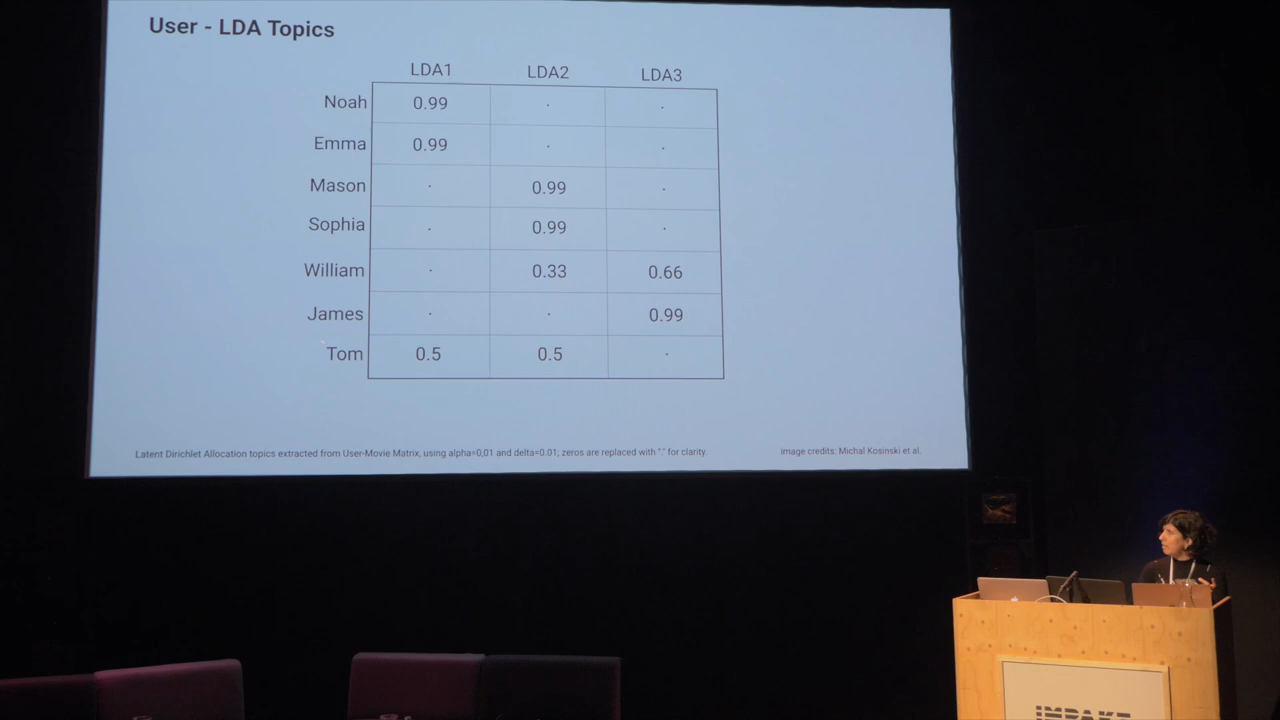 User - LDA Topics
LDA1 LDA2 LDA3
Noah 0.99 . .
Emma 0.99 . .
Mason . 0.99 .
Sophia . 0.99 .
William . 0.33 0.66
James . . 0.99
Tom 0.5 0.5 .
Latent Dirichlet Allocation topics extracted from User-Movie Matrix, using alpha=0,01 and delta=0.01; zeros are replaced with "." for clarity.
image credits: Michal Kosinski et al.
IMPAKT